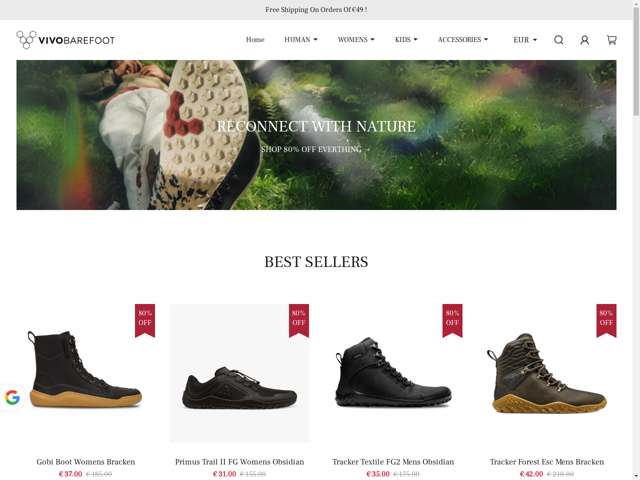 Free Shipping On Orders Of €49 !
VIVOBAREFOOT
Home HUMAN WOMENS KIDS ACCESSORIES EUR
RECONNECT WITH NATURE
SHOP 80% OFF EVERTHING →
BEST SELLERS
80% OFF
80% OFF
80% OFF
80% OFF
Gobi Boot Womens Bracken
€ 37.00 € 185.00
Primus Trail II FG Womens Obsidian
€ 31.00 € 155.00
Tracker Textile FG2 Mens Obsidian
€ 35.00 € 175.00
Tracker Forest Esc Mens Bracken
€ 42.00 € 210.00